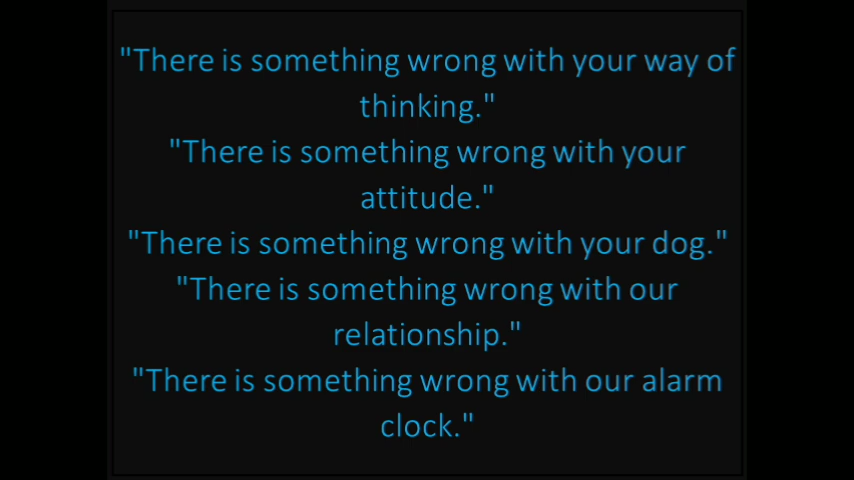 "There is something wrong with your way of
thinking."
"There is something wrong with your
attitude."
"There is something wrong with your dog."
"There is something wrong with our
relationship."
"There is something wrong with our alarm
clock."